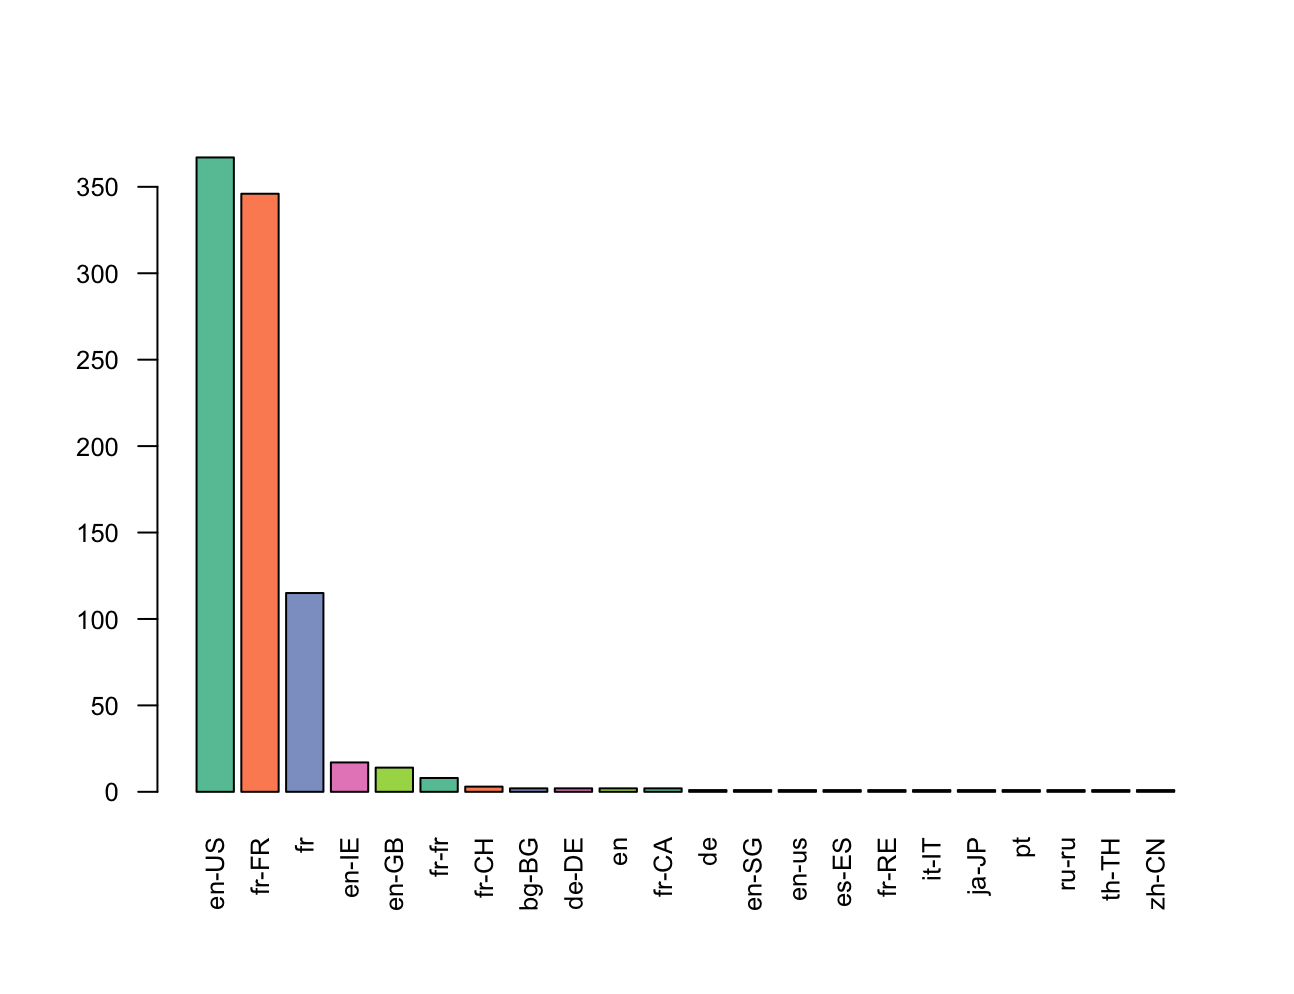 350
300
250
200
150
100
50
0
en-US
fr-FR
fr
en-IE
en-GB
fr-fr
fr-CH
bg-BG
de-DE
en
fr-CA
de
en-SG
en-us
es-ES
fr-RE
it-IT
ja-JP
pt
ru-ru
th-TH
zh-CN